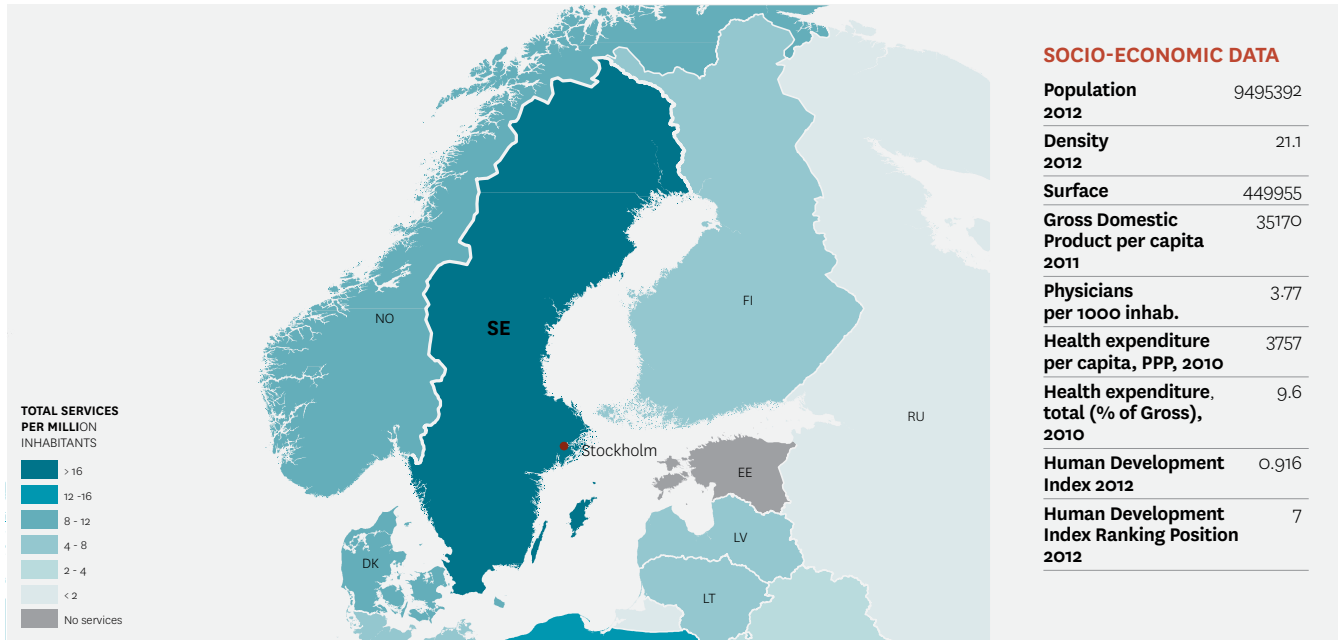 NO
SE
FI
RU
Stockholm
EE
LV
LT
DK
TOTAL SERVICES
PER MILLION
INHABITANTS
> 16
12 -16
8 - 12
4 - 8
2 - 4
< 2
No services
SOCIO-ECONOMIC DATA
Population 9495392
2012
Density 21.1
2012
Surface 449955
Gross Domestic 35170
Product per capita
2011
Physicians 3.77
per 1000 inhab.
Health expenditure 3757
per capita, PPP, 2010
Health expenditure, 9.6
total (% of Gross),
2010
Human Development 0.916
Index 2012
Human Development 7
Index Ranking Position
2012